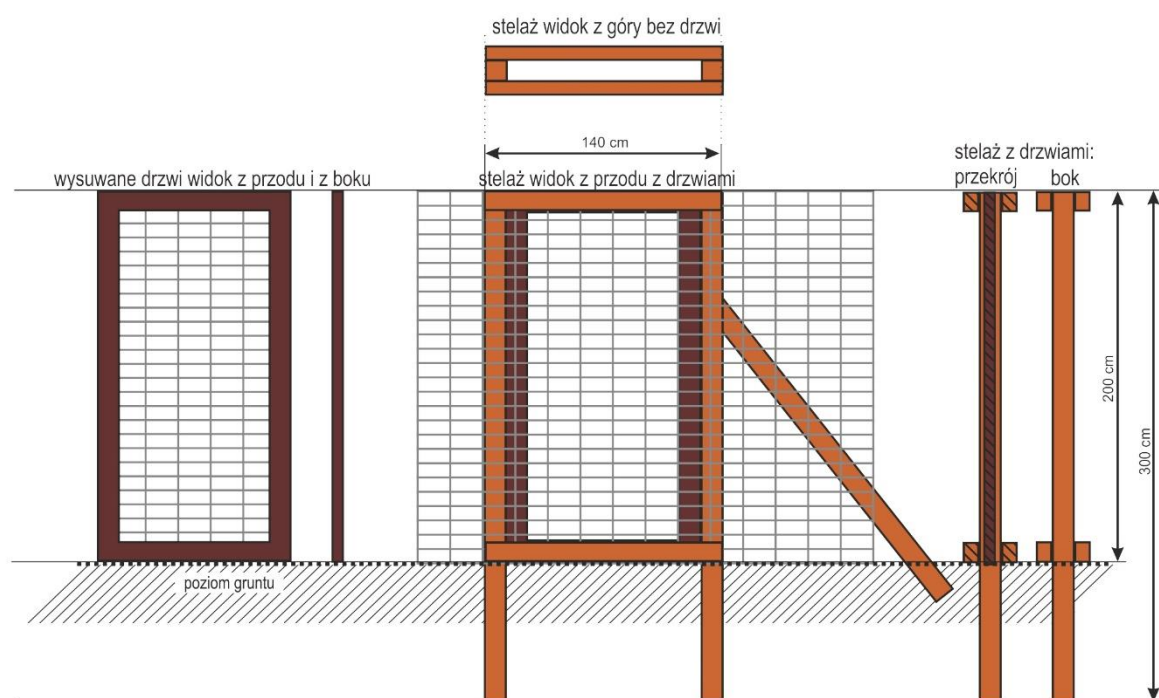 stelaż widok z góry bez drzwi
140 cm
wysuwane drzwi widok z przodu i z boku
stelaż widok z przodu z drzwiami
stelaż z drzwiami:
przekrój
bok
200 cm
300 cm
poziom gruntu